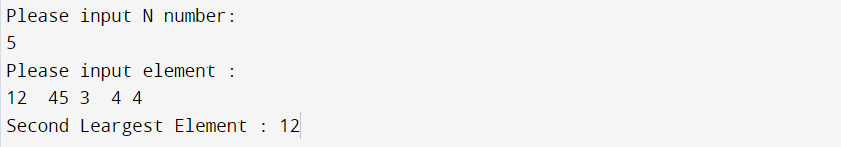 Please input N number:
5
Please input element :
12  45 3  4 4
Second Leargest Element : 12